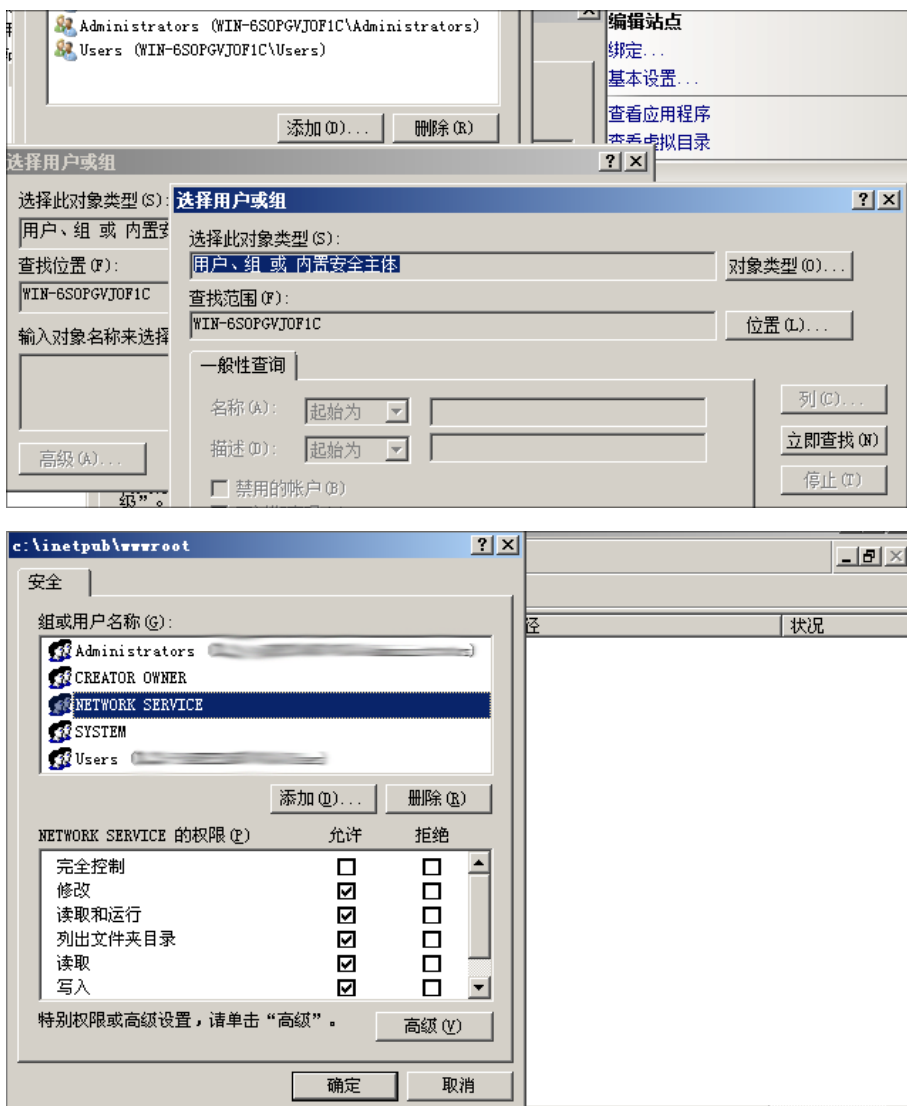 Administrators (WIN-6SOPGVJOF1C\Administrators)
Users (WIN-6SOPGVJOF1C\Users)
添加(D)... 删除(R)
编辑站点
绑定...
基本设置...
查看应用程序
查看虚拟目录
选择用户或组
选择此对象类型(S):
用户、组 或 内置安
查找位置(F):
WIN-6SOPGVJOF1C
输入对象名称来选择
高级(A)...
级”。
选择用户或组
选择此对象类型(S):
用户、组 或 内置安全主体 对象类型(O)...
查找范围(F):
WIN-6SOPGVJOF1C 位置(L)...
一般性查询
名称(A): 起始为
描述(D): 起始为
禁用的帐户(B)
列(C)...
立即查找(N)
停止(T)
c:\inetpub\wwwroot
安全
组或用户名称(G):
Administrators
CREATOR OWNER
NETWORK SERVICE
SYSTEM
Users
添加(D)... 删除(R)
NETWORK SERVICE 的权限(P) 允许 拒绝
完全控制
修改
读取和运行
列出文件夹目录
读取
写入
特别权限或高级设置，请单击“高级”。 高级(V)
确定 取消
径 状况